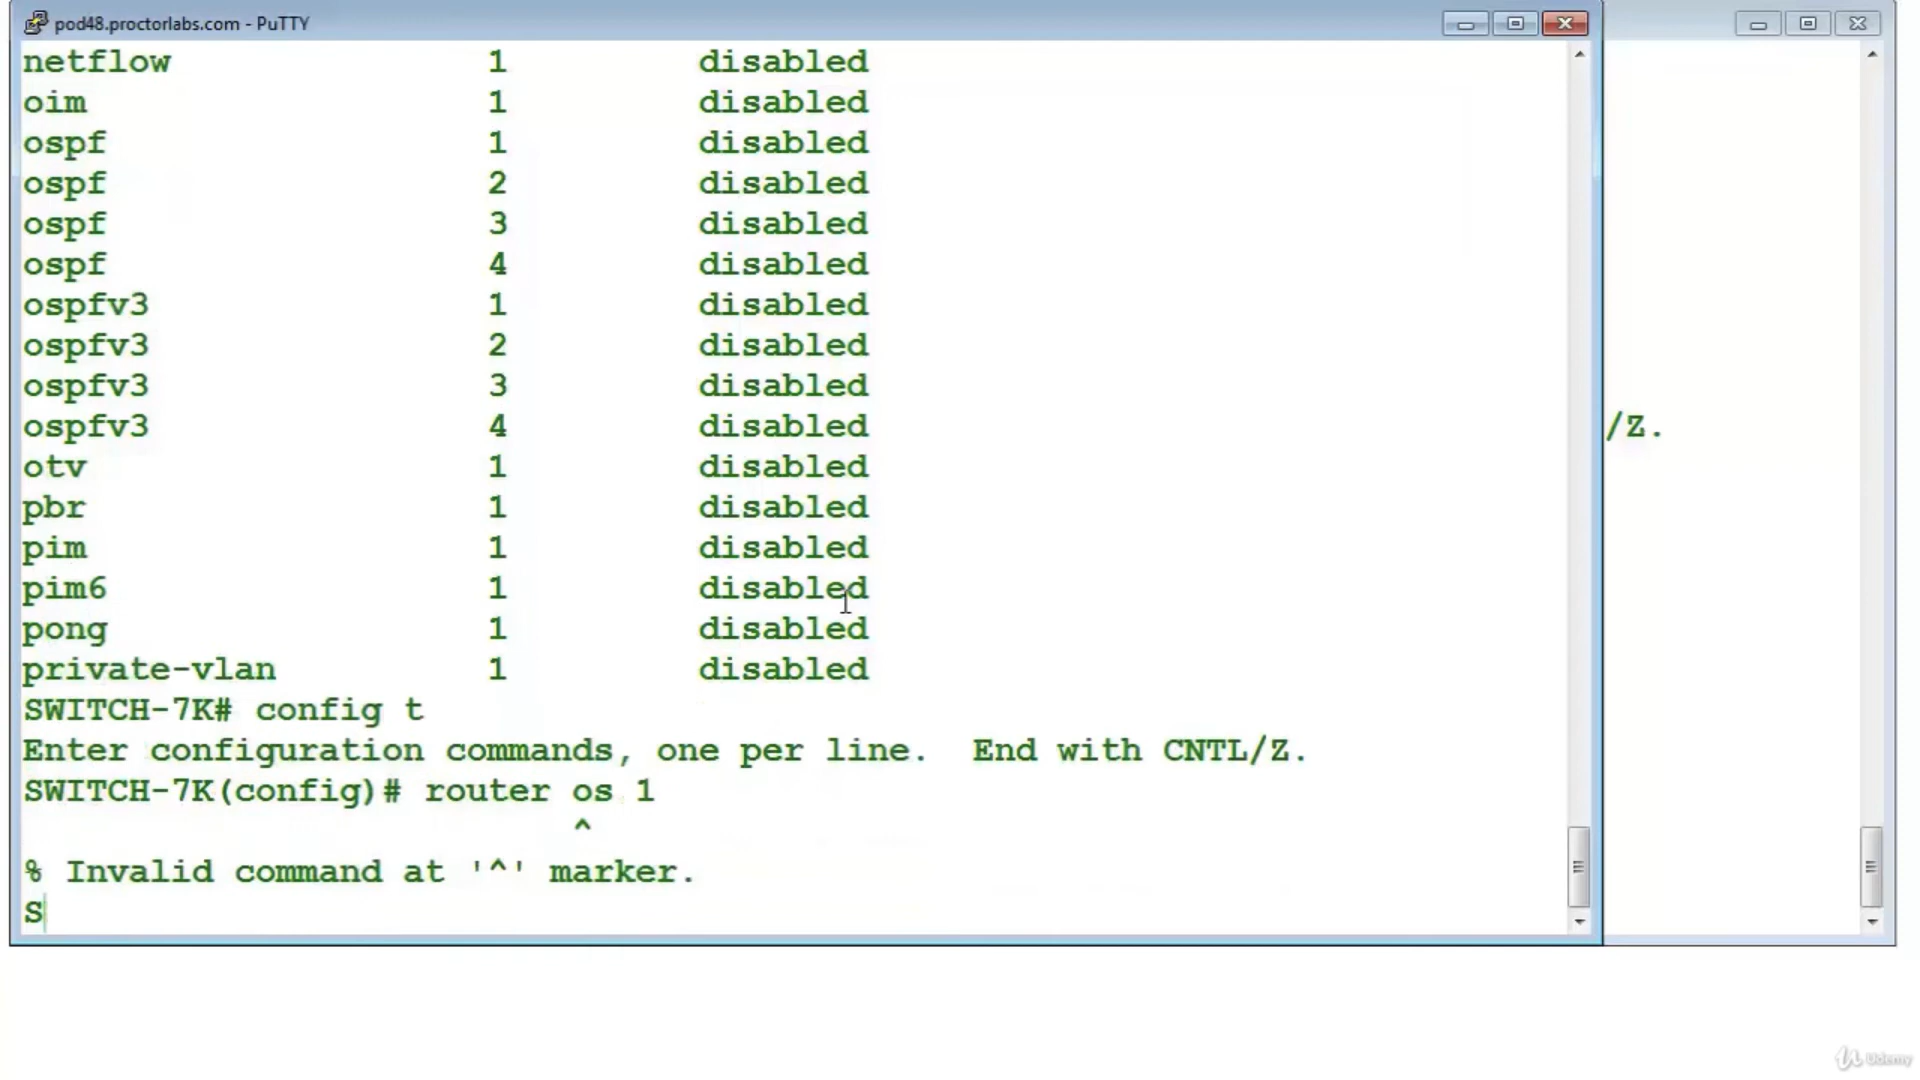 pod48.proctorlabs.com - PuTTY
netflow 1 disabled
oim 1 disabled
ospf 1 disabled
ospf 2 disabled
ospf 3 disabled
ospf 4 disabled
ospfv3 1 disabled
ospfv3 2 disabled
ospfv3 3 disabled
ospfv3 4 disabled
/Z.
otv 1 disabled
pbr 1 disabled
pim 1 disabled
pim6 1 disabled
pong 1 disabled
private-vlan 1 disabled
SWITCH-7K# config t
Enter configuration commands, one per line.  End with CNTL/Z.
SWITCH-7K(config)# router os 1
^
% Invalid command at '^' marker.
S
Udemy